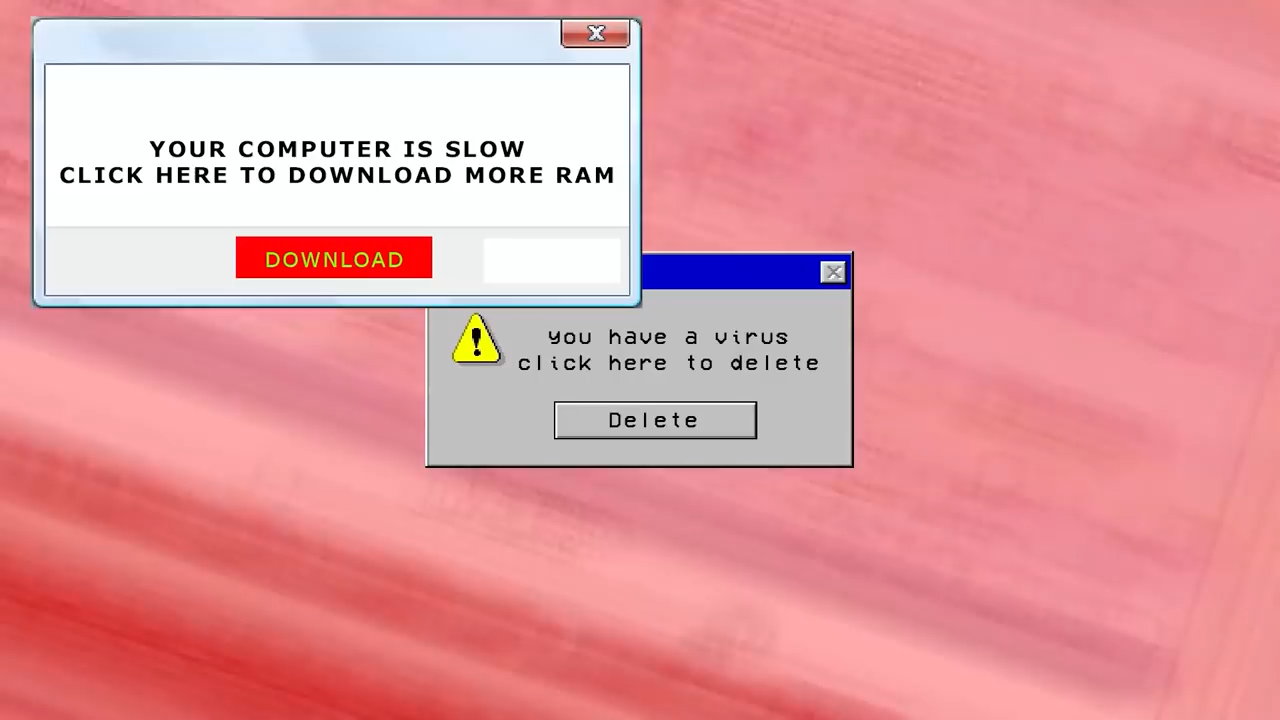 YOUR COMPUTER IS SLOW
CLICK HERE TO DOWNLOAD MORE RAM
DOWNLOAD
you have a virus
click here to delete
Delete